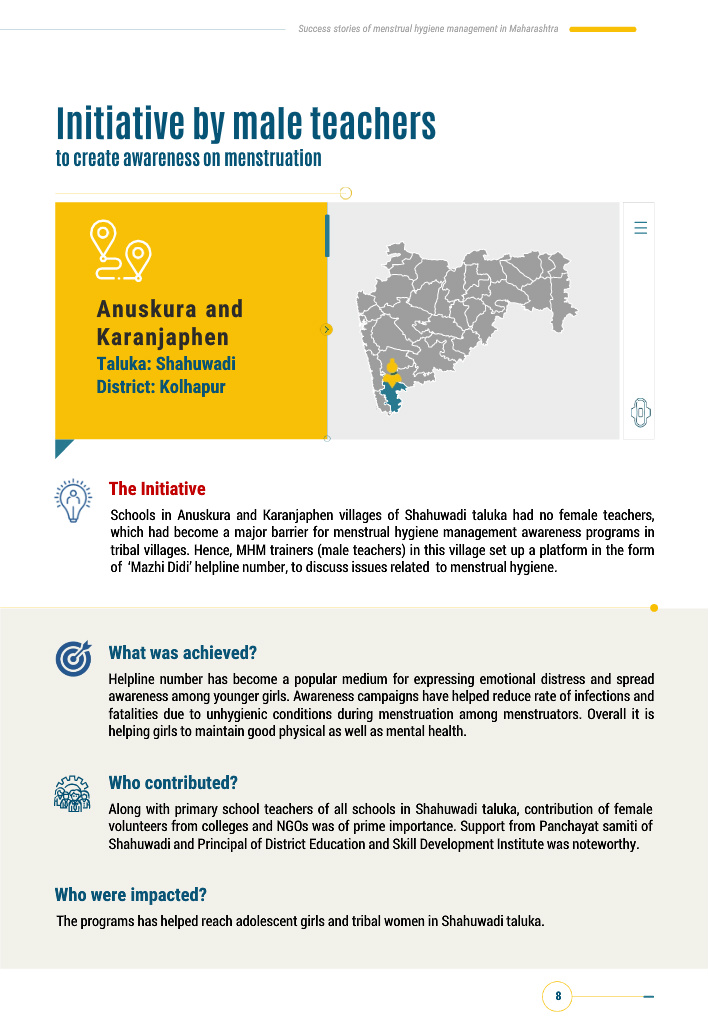 Success stories of menstrual hygiene management in Maharashtra
Initiative by male teachers
to create awareness on menstruation
Anuskura and
Karanjaphen
Taluka: Shahuwadi
District: Kolhapur
The Initiative
Schools in Anuskura and Karanjaphen villages of Shahuwadi taluka had no female teachers,
which had become a major barrier for menstrual hygiene management awareness programs in
tribal villages. Hence, MHM trainers (male teachers) in this village set up a platform in the form
of ‘Mazhi Didi’ helpline number, to discuss issues related to menstrual hygiene.
What was achieved?
Helpline number has become a popular medium for expressing emotional distress and spread
awareness among younger girls. Awareness campaigns have helped reduce rate of infections and
fatalities due to unhygienic conditions during menstruation among menstruators. Overall it is
helping girls to maintain good physical as well as mental health.
Who contributed?
Along with primary school teachers of all schools in Shahuwadi taluka, contribution of female
volunteers from colleges and NGOs was of prime importance. Support from Panchayat samiti of
Shahuwadi and Principal of District Education and Skill Development Institute was noteworthy.
Who were impacted?
The programs has helped reach adolescent girls and tribal women in Shahuwadi taluka.
8